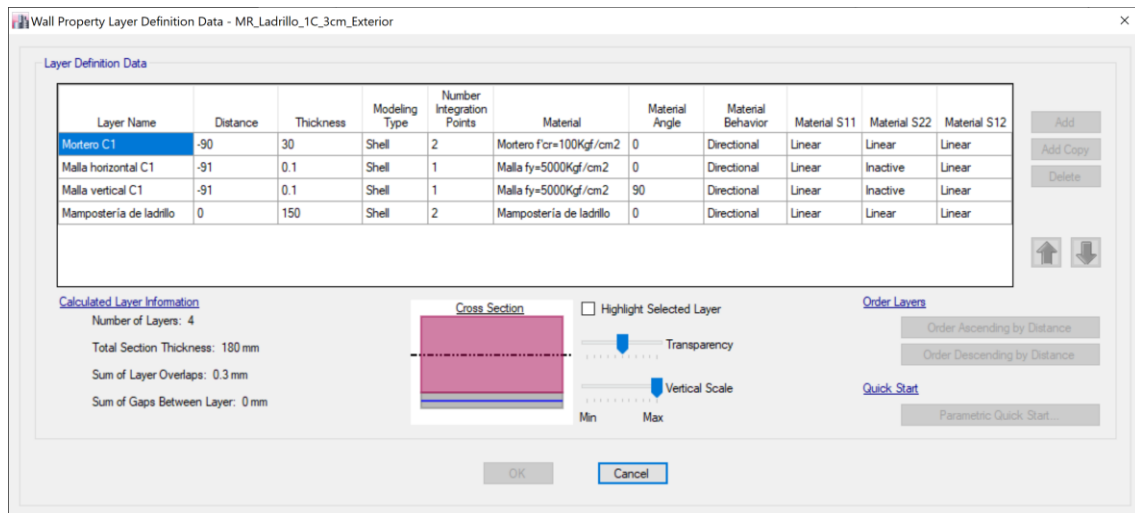 Wall Property Layer Definition Data - MR_Ladrillo_1C_3cm_Exterior
Layer Definition Data
Layer Name Distance Thickness Modeling Type Number Integration Points Material Material Angle Material Behavior Material S11 Material S22 Material S12
Mortero C1 -90 30 Shell 2 Mortero f'cr=100Kgf/cm2 0 Directional Linear Linear Linear
Malla horizontal C1 -91 0.1 Shell 1 Malla fy=5000Kgf/cm2 0 Directional Linear Inactive Linear
Malla vertical C1 -91 0.1 Shell 1 Malla fy=5000Kgf/cm2 90 Directional Linear Inactive Linear
Mampostería de ladrillo 0 150 Shell 2 Mampostería de ladrillo 0 Directional Linear Linear Linear
Add
Add Copy
Delete
Calculated Layer Information
Number of Layers: 4
Total Section Thickness: 180 mm
Sum of Layer Overlaps: 0.3 mm
Sum of Gaps Between Layer: 0 mm
Cross Section
Highlight Selected Layer
Transparency
Vertical Scale
Min Max
Order Layers
Order Ascending by Distance
Order Descending by Distance
Quick Start
Parametric Quick Start...
OK Cancel